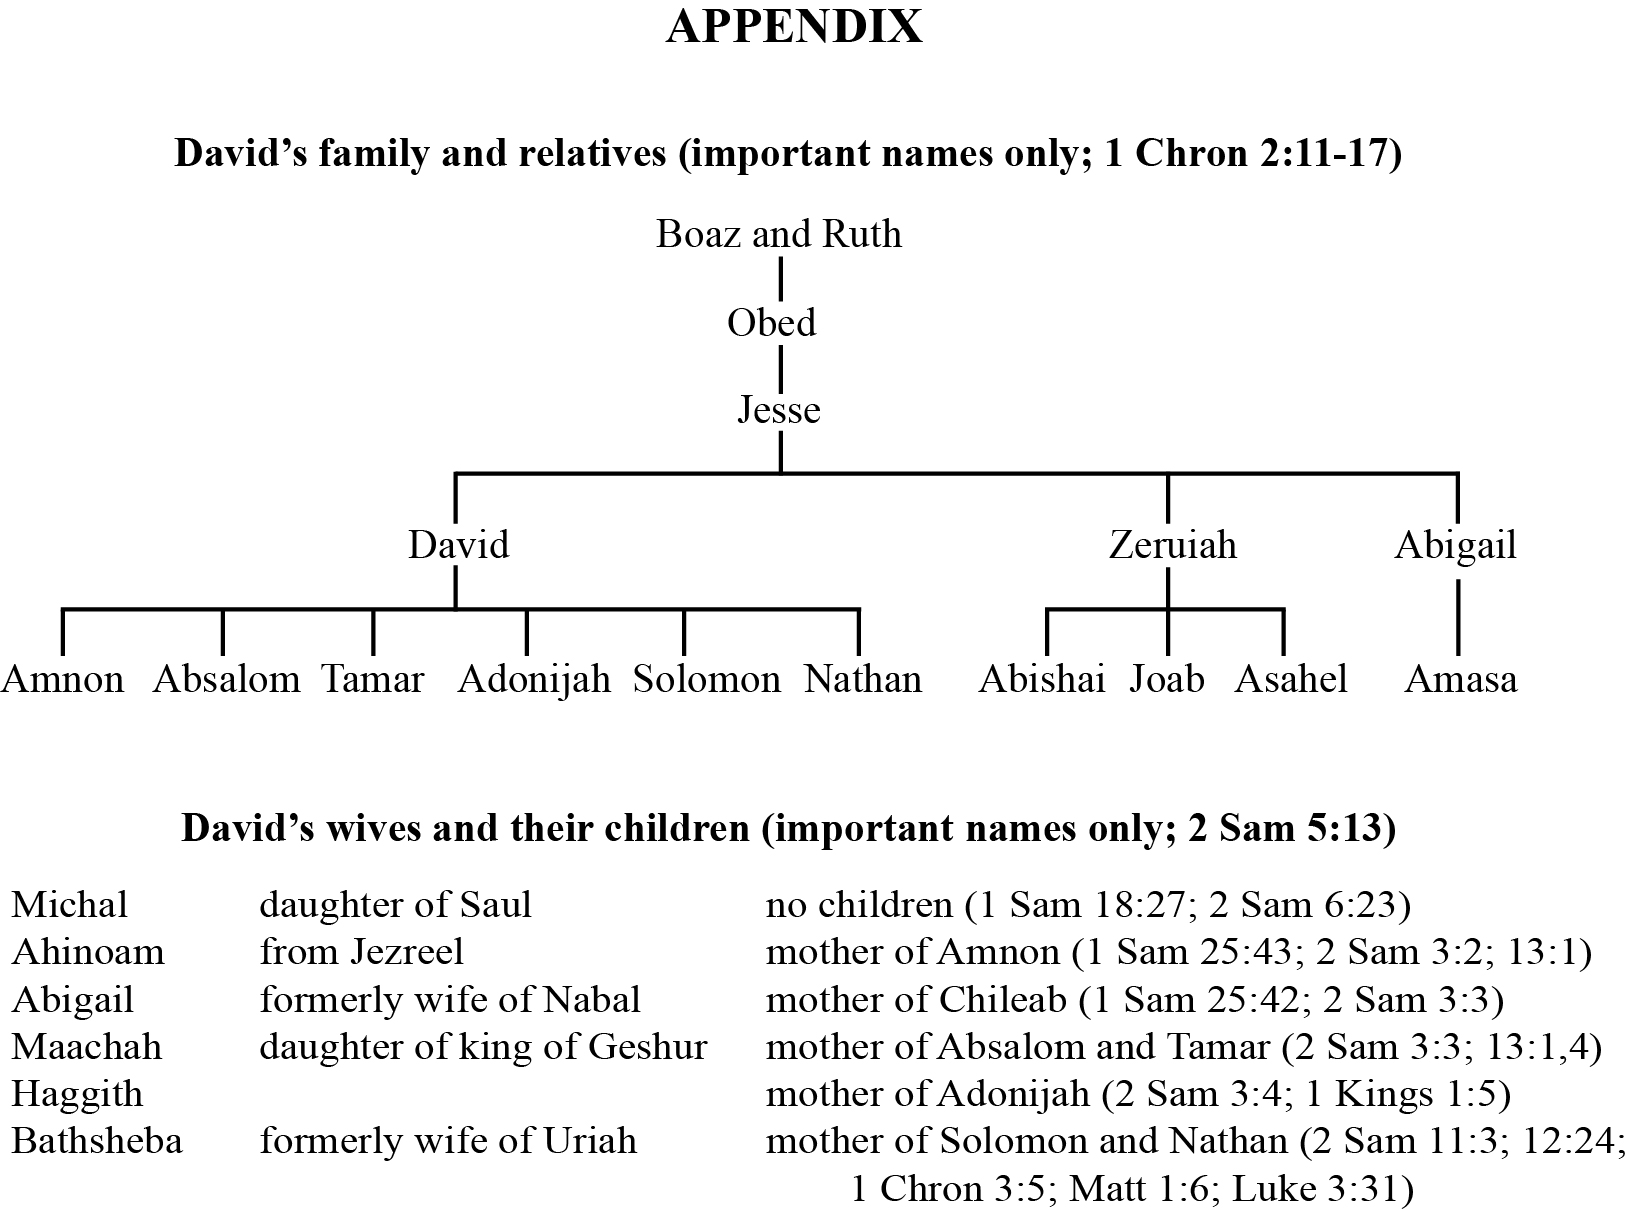 APPENDIX
David’s family and relatives (important names only; 1 Chron 2:11-17)
Boaz and Ruth
Obed
Jesse
David Zeruiah Abigail
Amnon Absalom Tamar Adonijah Solomon Nathan Abishai Joab Asahel Amasa
David’s wives and their children (important names only; 2 Sam 5:13)
Michal daughter of Saul no children (1 Sam 18:27; 2 Sam 6:23)
Ahinoam from Jezreel mother of Amnon (1 Sam 25:43; 2 Sam 3:2; 13:1)
Abigail formerly wife of Nabal mother of Chileab (1 Sam 25:42; 2 Sam 3:3)
Maachah daughter of king of Geshur mother of Absalom and Tamar (2 Sam 3:3; 13:1,4)
Haggith mother of Adonijah (2 Sam 3:4; 1 Kings 1:5)
Bathsheba formerly wife of Uriah mother of Solomon and Nathan (2 Sam 11:3; 12:24;
1 Chron 3:5; Matt 1:6; Luke 3:31)